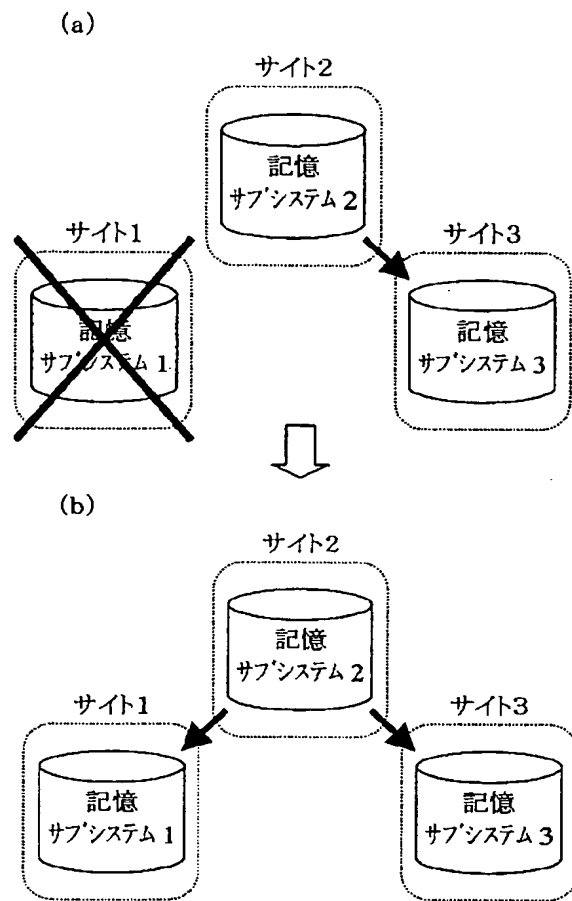 (a)
サイト2
記憶
サブシステム 2
サイト1
記憶
サブシステム 1
サイト3
記憶
サブシステム 3
(b)
サイト2
記憶
サブシステム 2
サイト1
記憶
サブシステム 1
サイト3
記憶
サブシステム 3